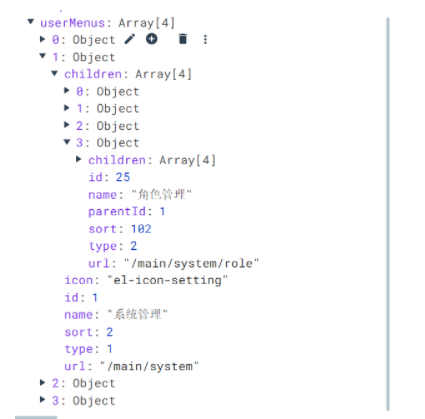 userMenus: Array[4]
0: Object
1: Object
children: Array[4]
0: Object
1: Object
2: Object
3: Object
children: Array[4]
id: 25
name: "角色管理"
parentId: 1
sort: 102
type: 2
url: "/main/system/role"
icon: "el-icon-setting"
id: 1
name: "系统管理"
sort: 2
type: 1
url: "/main/system"
2: Object
3: Object